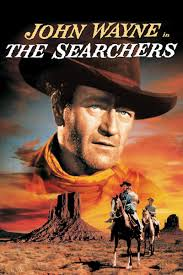 JOHN WAYNE in
THE SEARCHERS